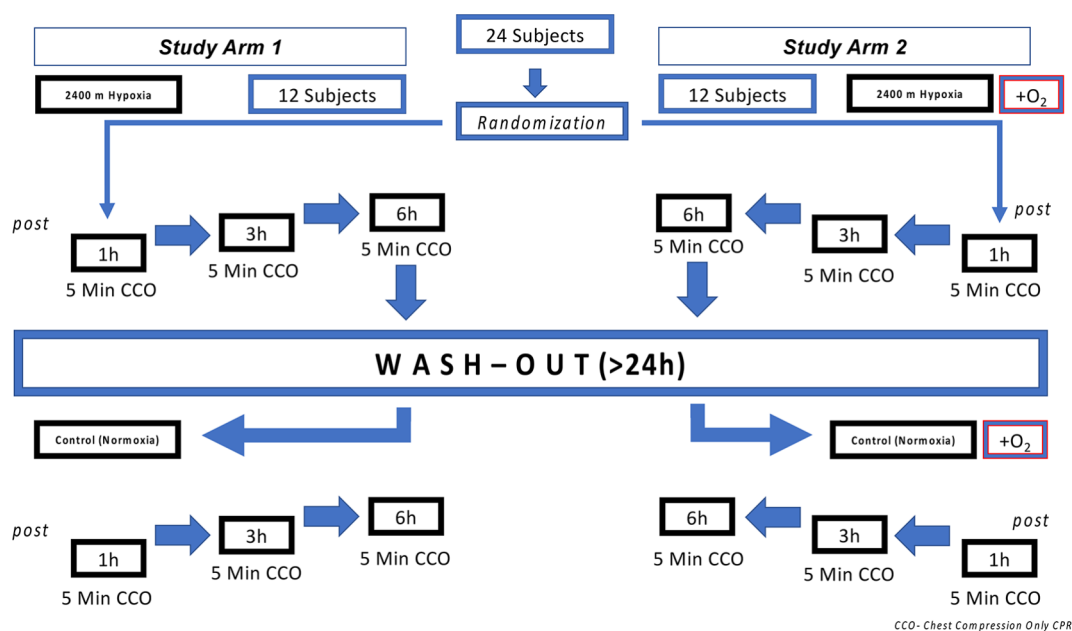 Study Arm 1
24 Subjects
Study Arm 2
2400 m Hypoxia
12 Subjects
12 Subjects
2400 m Hypoxia
+O₂
Randomization
post
1h
5 Min CCO
3h
5 Min CCO
6h
5 Min CCO
6h
5 Min CCO
3h
5 Min CCO
post
1h
5 Min CCO
WASH–OUT (>24h)
Control (Normoxia)
Control (Normoxia)
+O₂
post
1h
5 Min CCO
3h
5 Min CCO
6h
5 Min CCO
6h
5 Min CCO
3h
5 Min CCO
post
1h
5 Min CCO
CCO- Chest Compression Only CPR